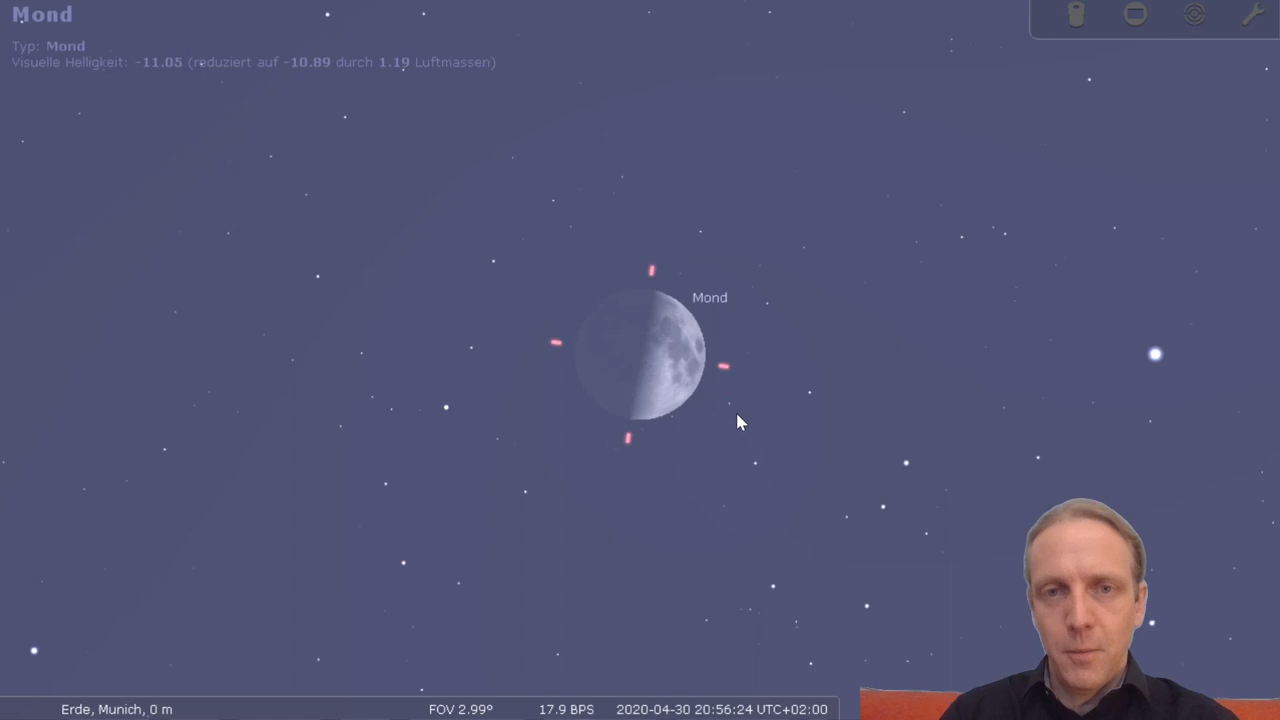 Mond
Typ: Mond
Visuelle Helligkeit: -11.05 (reduziert auf -10.89 durch 1.19 Luftmassen)
Mond
Erde, Munich, 0 m FOV 2.99° 17.9 BPS 2020-04-30 20:56:24 UTC+02:00